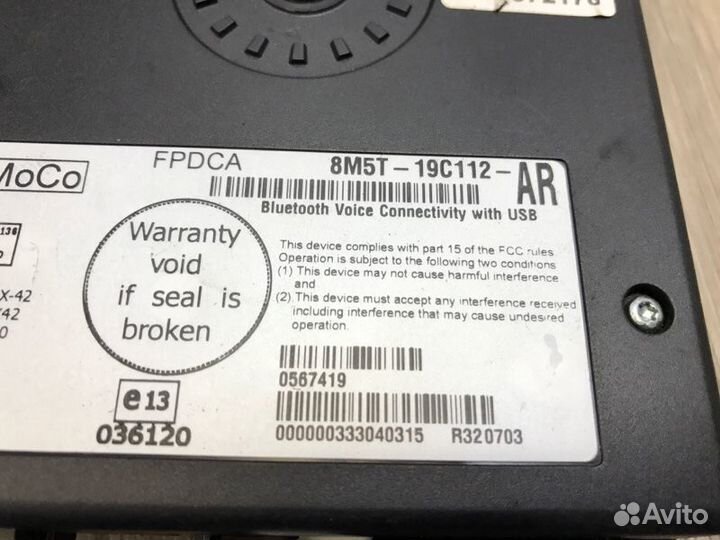 MoCo
FPDCA
8M5T-19C112-AR
Bluetooth Voice Connectivity with USB
Warranty
void
if seal is
broken
This device complies with part 15 of the FCC rules
Operation is subject to the following two conditions
(1) This device may not cause harmful interference
and
(2) This device must accept any interference received
including interference that may cause undesired
operation.
X-42
0567419
e13
036120
000000333040315 R320703
Avito